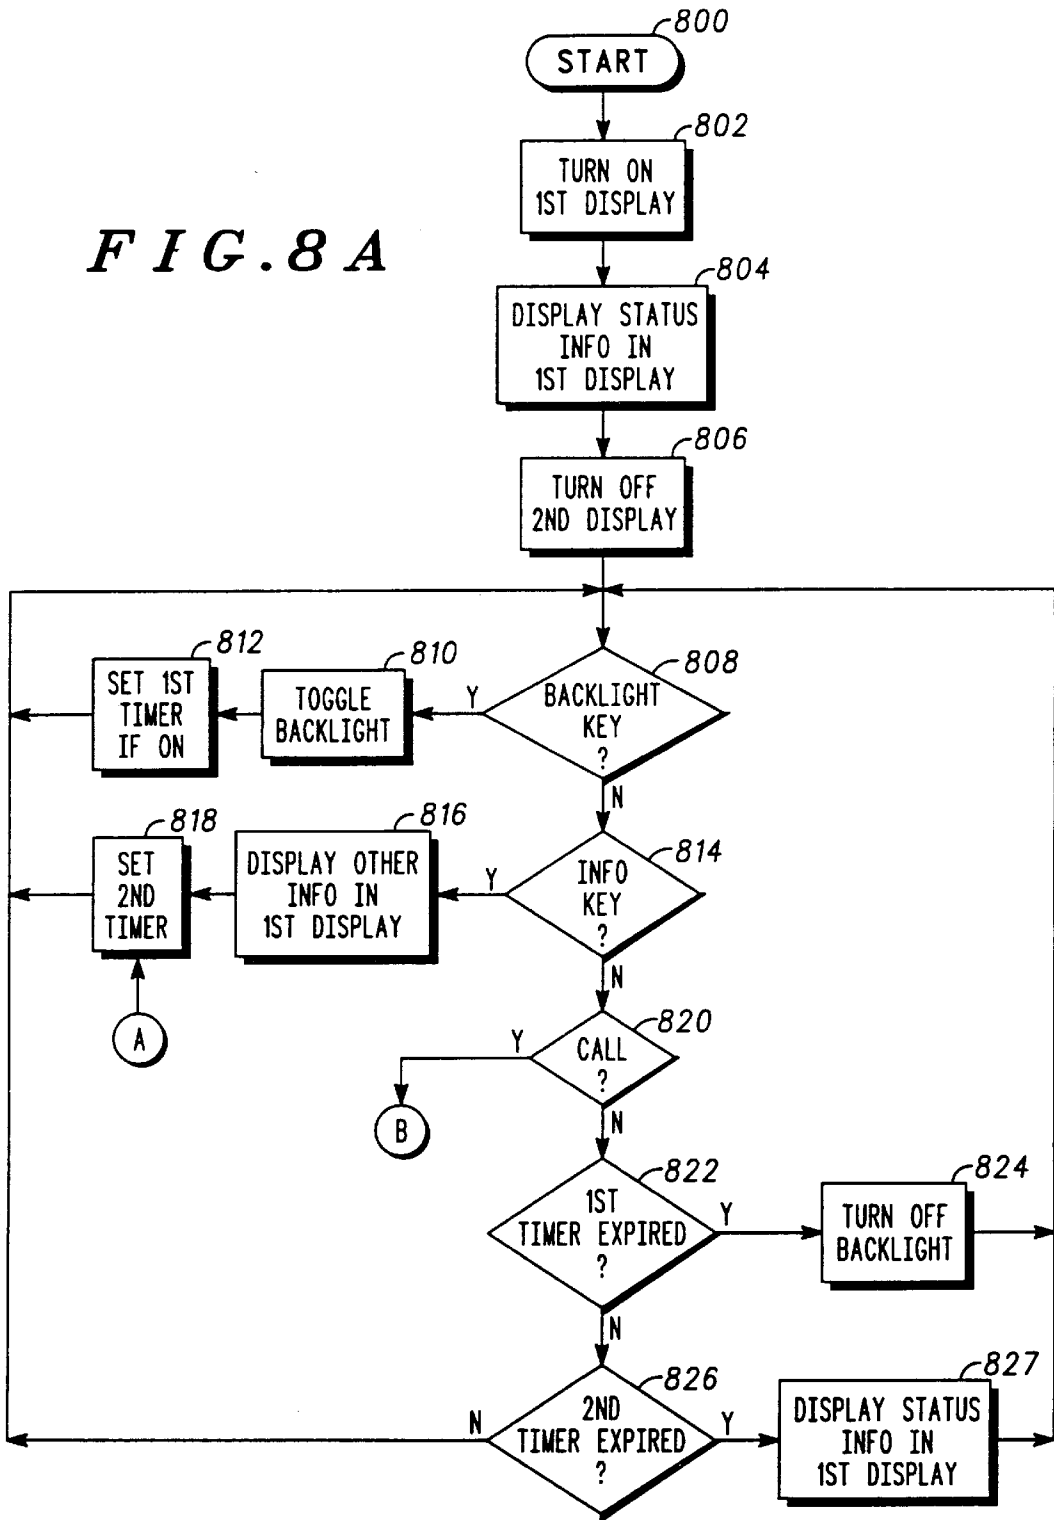 800
START
802
TURN ON
1ST DISPLAY
FIG. 8A
804
DISPLAY STATUS
INFO IN
1ST DISPLAY
806
TURN OFF
2ND DISPLAY
812
SET 1ST
TIMER
IF ON
810
TOGGLE
BACKLIGHT
Y
808
BACKLIGHT
KEY
?
N
818
SET
2ND
TIMER
816
DISPLAY OTHER
INFO IN
1ST DISPLAY
Y
814
INFO
KEY
?
N
A
Y
820
CALL
?
B
N
822
1ST
TIMER EXPIRED
?
Y
824
TURN OFF
BACKLIGHT
N
N
826
2ND
TIMER EXPIRED
?
Y
827
DISPLAY STATUS
INFO IN
1ST DISPLAY